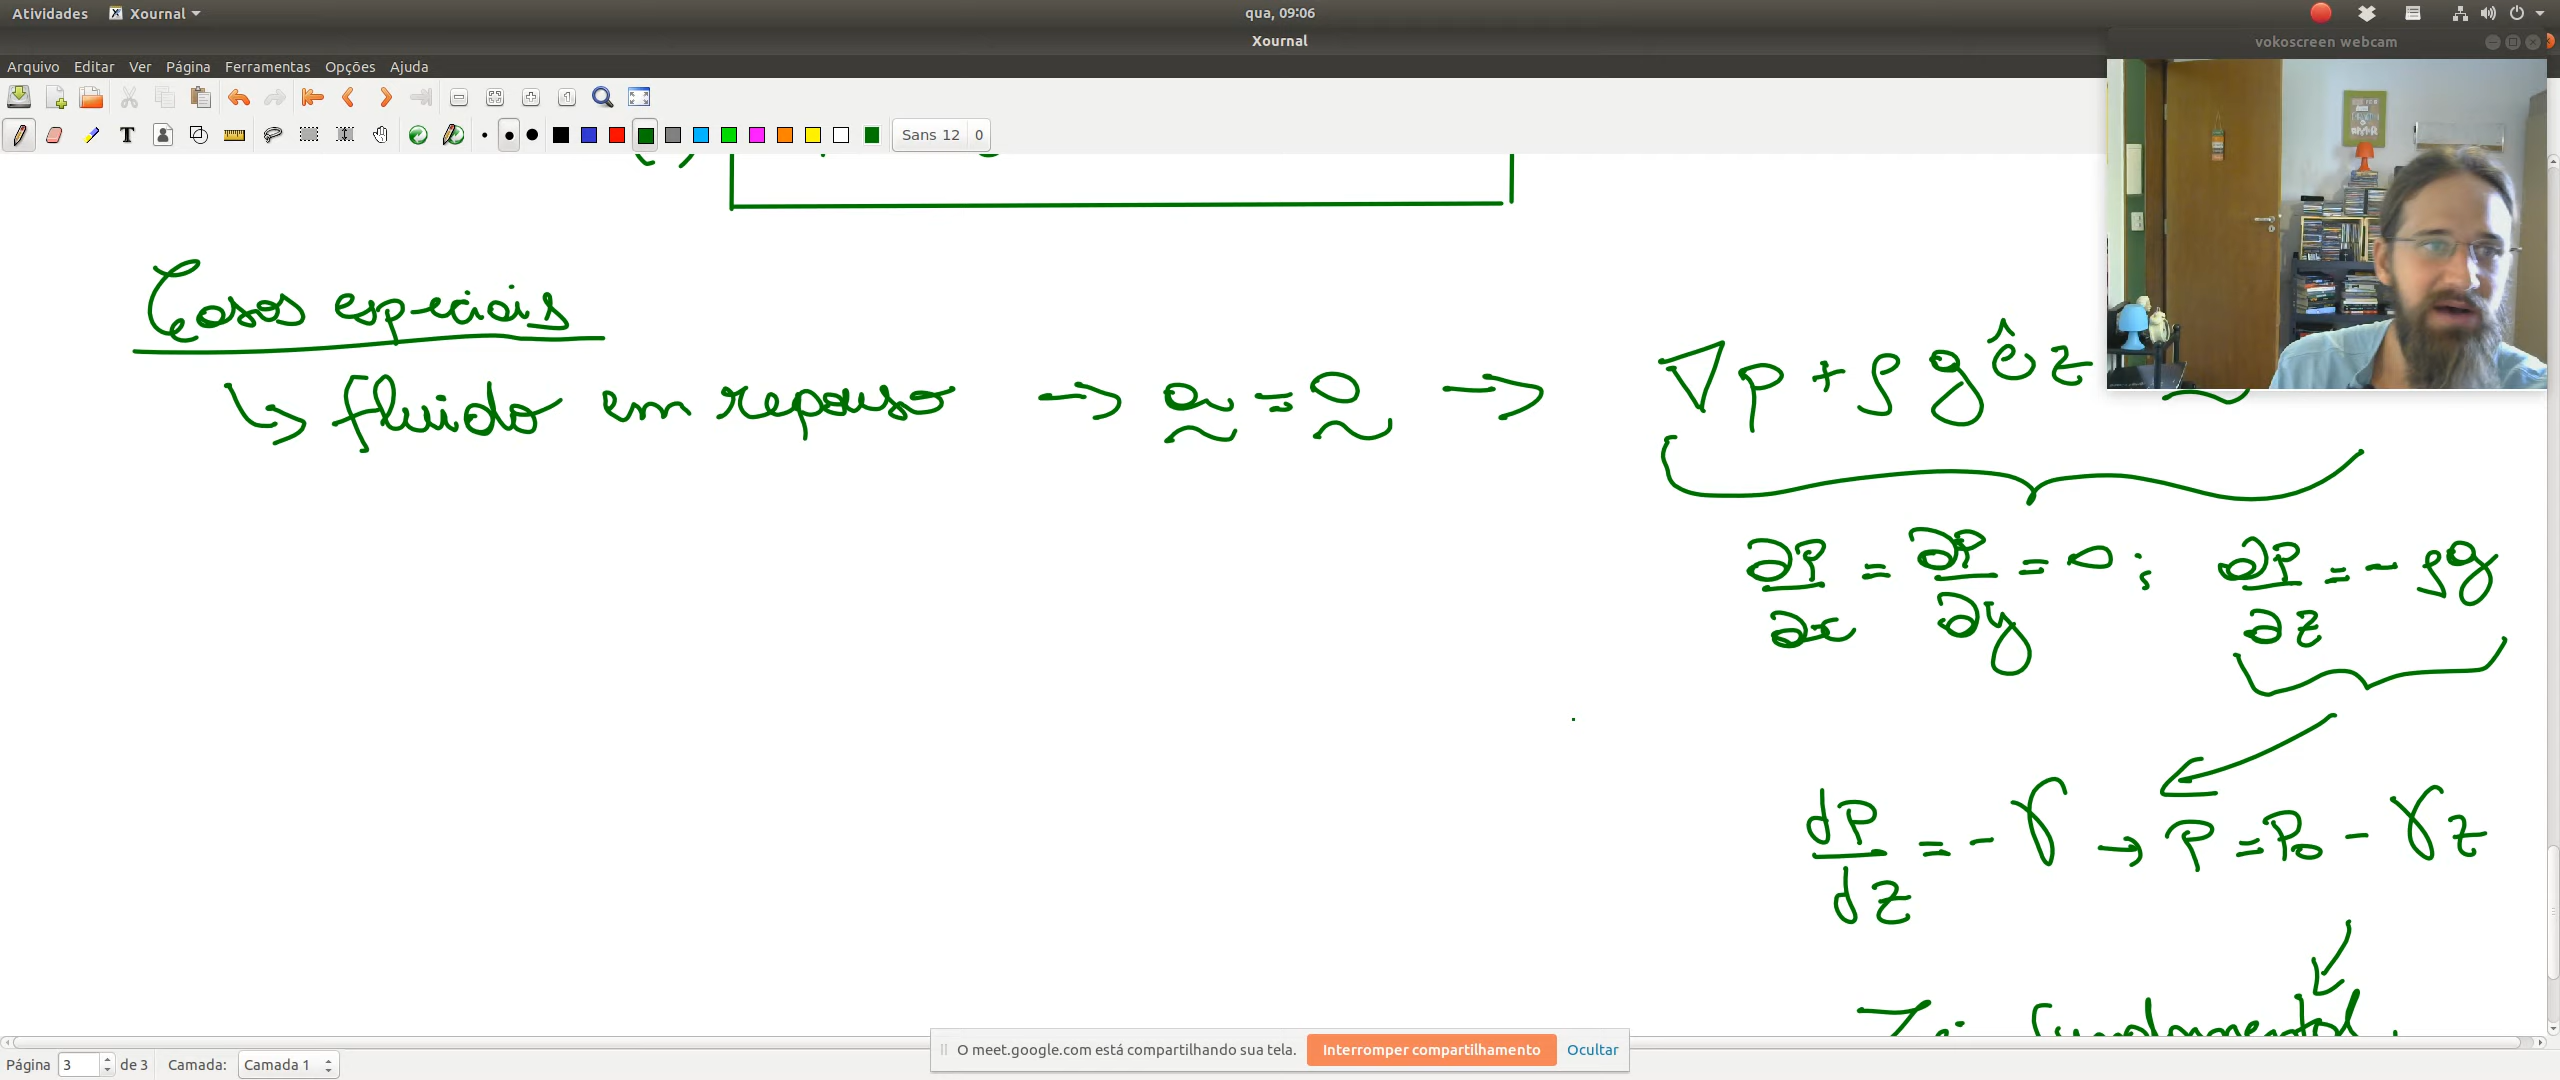 Atividades Xournal qua, 09:06
Xournal
vokoscreen webcam
Arquivo Editar Ver Página Ferramentas Opções Ajuda
Sans 12 0
Casos especiais
↳ fluido em repouso → a = 0 → ∇p + ρ g ê z
∂P/∂x = ∂P/∂y = 0 ; ∂P/∂z = - ρg
dP/dz = - γ → P = P₀ - γz
Lei fundamental
O meet.google.com está compartilhando sua tela. Interromper compartilhamento Ocultar
Página 3 de 3 Camada: Camada 1